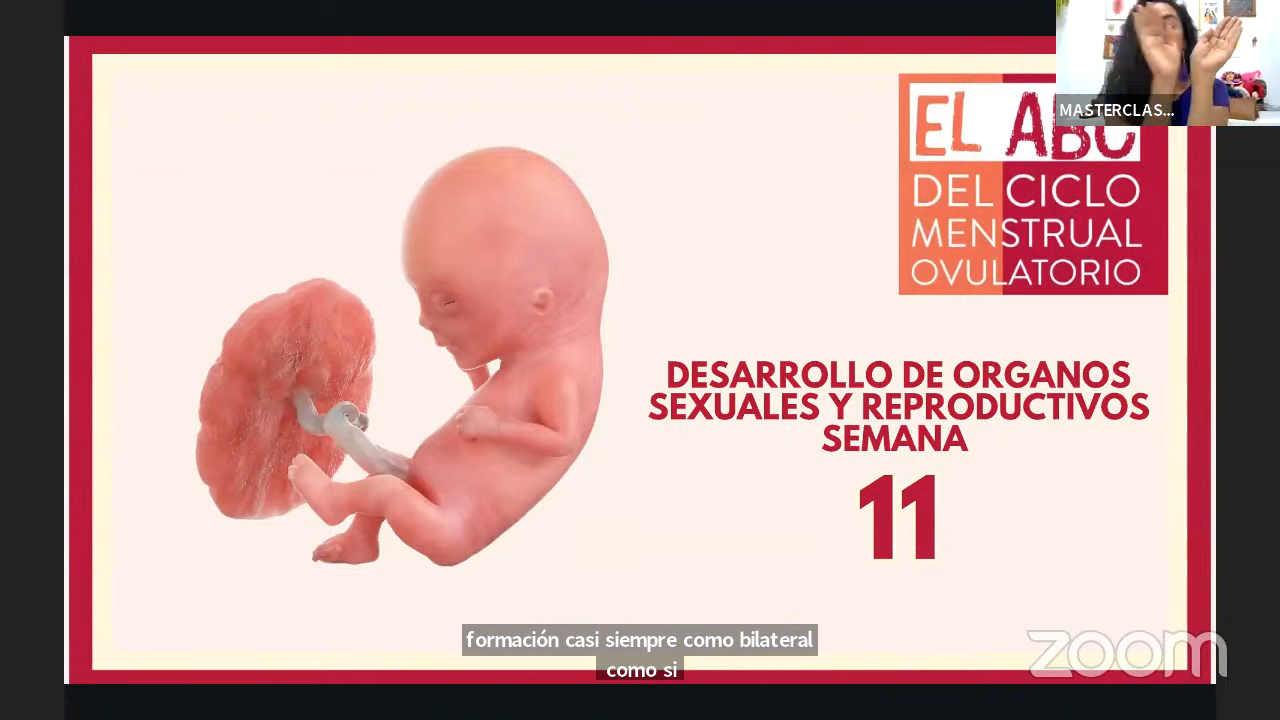 MASTERCLAS...
EL ABC
DEL CICLO
MENSTRUAL
OVULATORIO
DESARROLLO DE ORGANOS
SEXUALES Y REPRODUCTIVOS
SEMANA
11
formación casi siempre como bilateral
como si
zoom